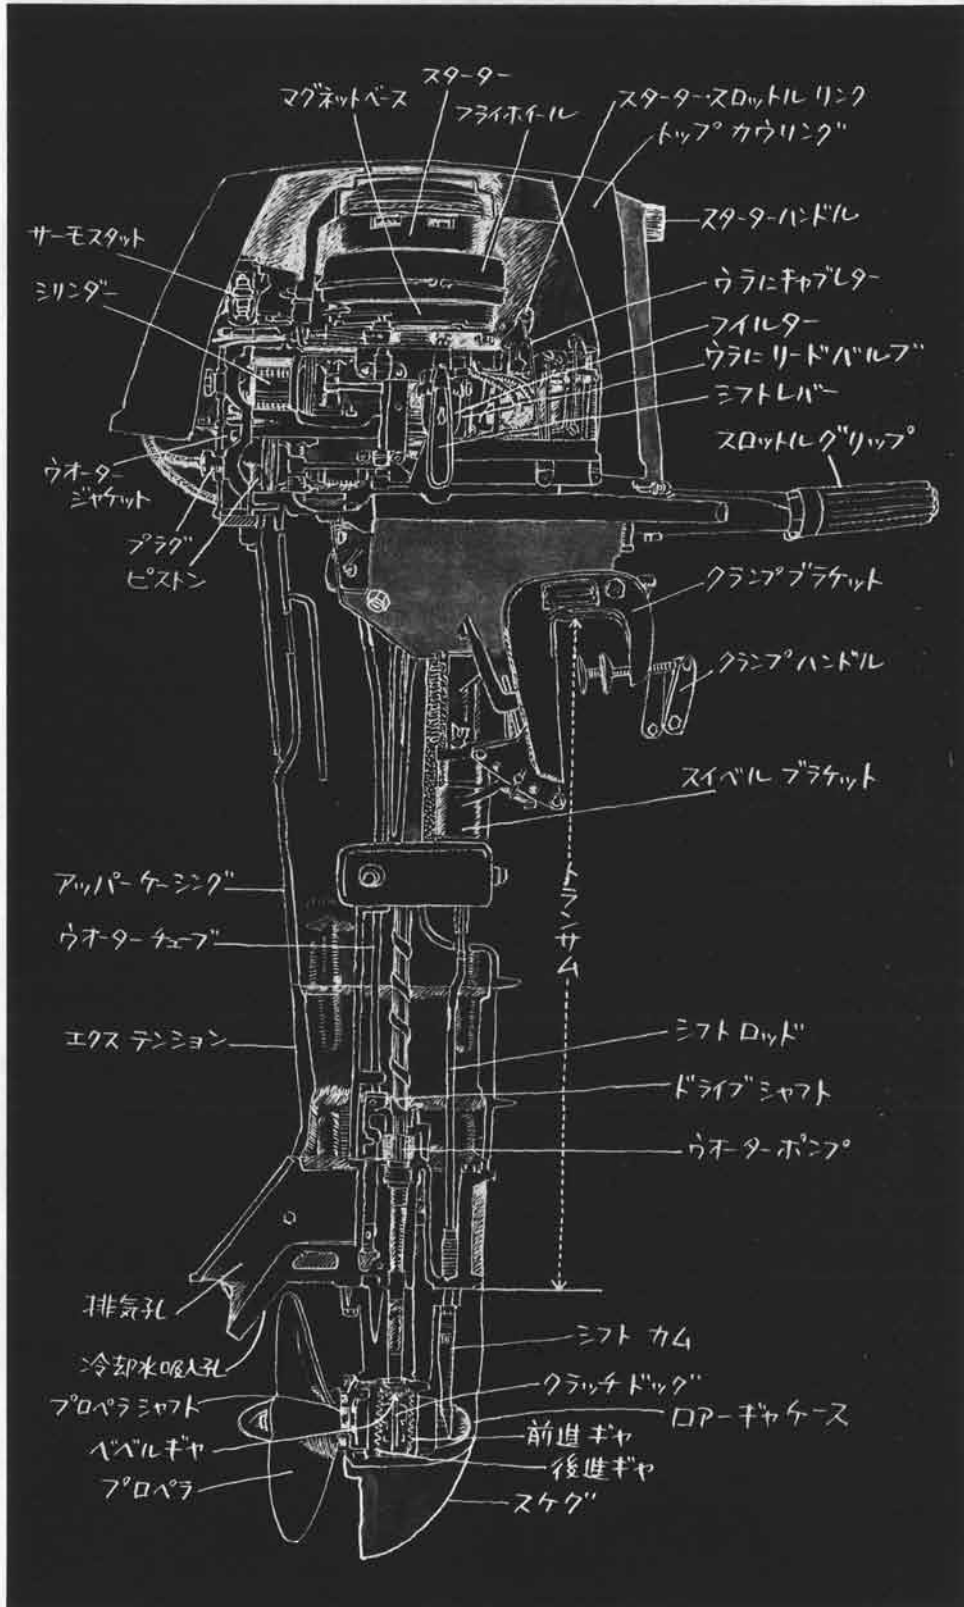 スターター
マグネットベース
フライホイール
スターター・スロットル リンク
トップ カウリング
スターターハンドル
サーモスタット
シリンダー
ウラにキャブレター
フイルター
ウラに リードバルブ
シフトレバー
スロットルグリップ
ウオーター
ジャケット
プラグ
ピストン
クランプブラケット
クランプハンドル
スイベル ブラケット
アッパーケーシング
ウオーターチューブ
トランサム
エクス テンション
シフト ロッド
ドライブ シャフト
ウオーターポンプ
排気孔
冷却水吸入孔
シフト カム
プロペラ シャフト
クラッチ ドッグ
ロアーギヤケース
ベベルギヤ
前進ギヤ
プロペラ
後進ギヤ
スケグ